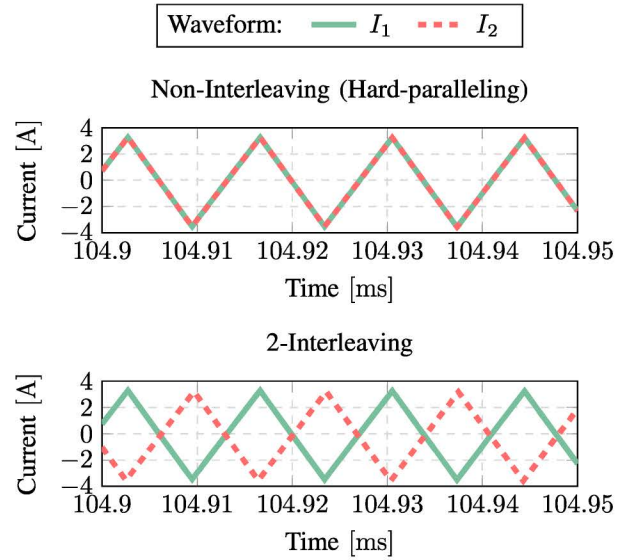 Waveform: I₁ I₂
Non-Interleaving (Hard-paralleling)
Current [A]
4
2
0
−2
−4
104.9 104.91 104.92 104.93 104.94 104.95
Time [ms]
2-Interleaving
Current [A]
4
2
0
−2
−4
104.9 104.91 104.92 104.93 104.94 104.95
Time [ms]